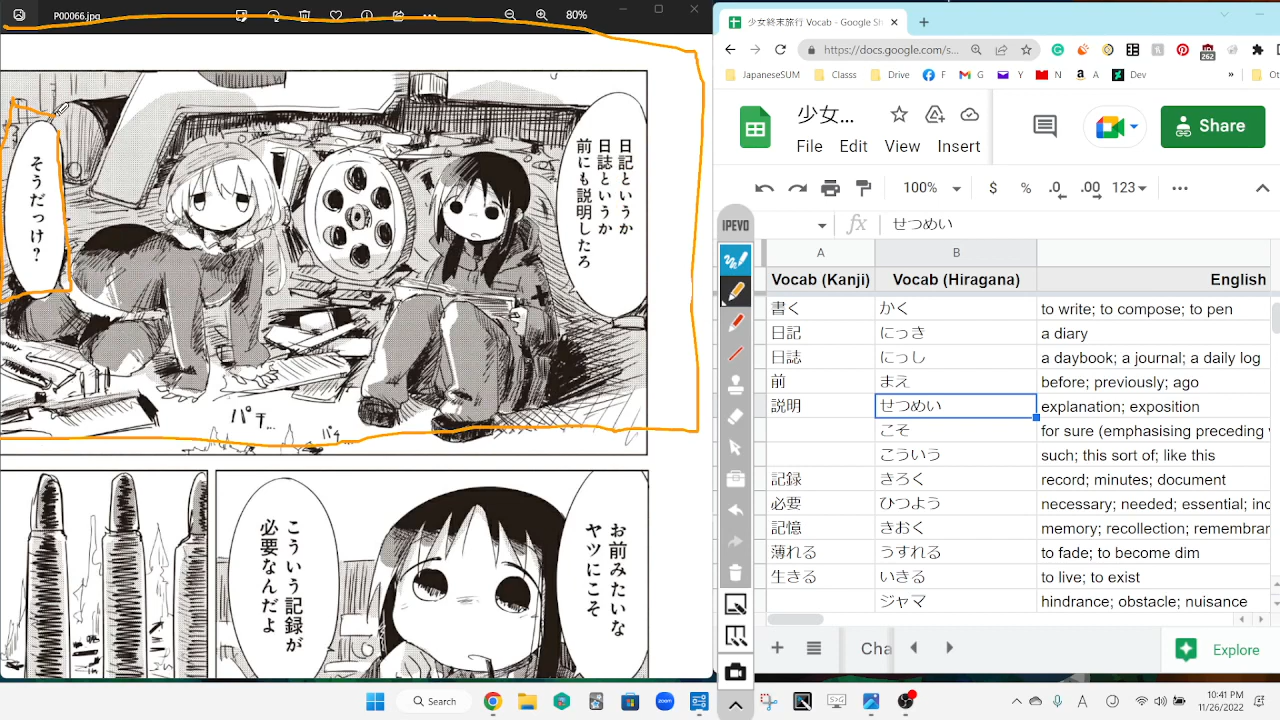 P00066.jpg
80%
日記というか
日誌というか
前にも説明したろ
そうだっけ?
パチ…
パチ…
お前みたいな
ヤツにこそ
こういう記録が
必要なんだよ
少女終末旅行 Vocab - Google Sh
https://docs.google.com/s...
262
JapaneseSUM
Classs
Drive
F
G
Y
N
A
Dev
»
Ot
少女...
Share
File Edit View Insert
100% $ % .0 .00 123
IPEVO
fx せつめい
A B
Vocab (Kanji) Vocab (Hiragana) English
書く かく to write; to compose; to pen
日記 にっき a diary
日誌 にっし a daybook; a journal; a daily log
前 まえ before; previously; ago
説明 せつめい explanation; exposition
こそ for sure (emphasising preceding
こういう such; this sort of; like this
記録 きろく record; minutes; document
必要 ひつよう necessary; needed; essential; ind
記憶 きおく memory; recollection; remembran
薄れる うすれる to fade; to become dim
生きる いきる to live; to exist
ジャマ hindrance; obstacle; nuisance
Cha
Explore
Search
zoom
10:41 PM
11/26/2022